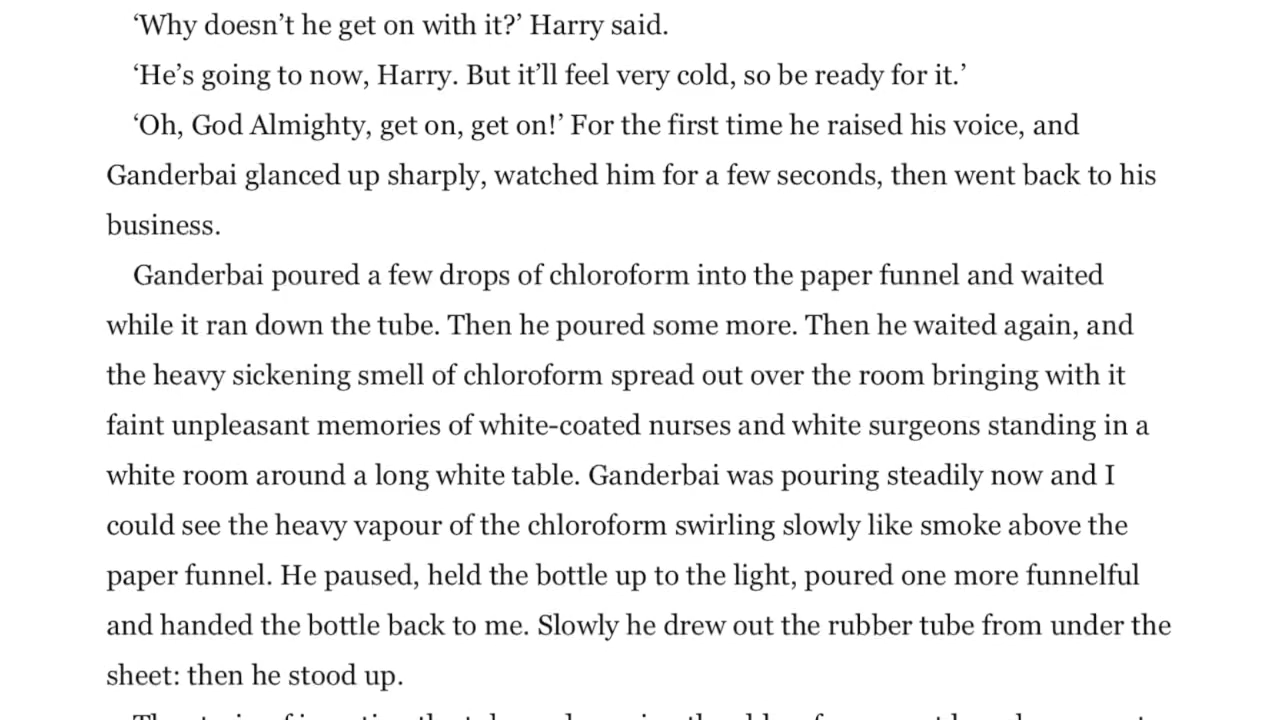 ‘Why doesn’t he get on with it?’ Harry said.
‘He’s going to now, Harry. But it’ll feel very cold, so be ready for it.’
‘Oh, God Almighty, get on, get on!’ For the first time he raised his voice, and
Ganderbai glanced up sharply, watched him for a few seconds, then went back to his
business.
Ganderbai poured a few drops of chloroform into the paper funnel and waited
while it ran down the tube. Then he poured some more. Then he waited again, and
the heavy sickening smell of chloroform spread out over the room bringing with it
faint unpleasant memories of white-coated nurses and white surgeons standing in a
white room around a long white table. Ganderbai was pouring steadily now and I
could see the heavy vapour of the chloroform swirling slowly like smoke above the
paper funnel. He paused, held the bottle up to the light, poured one more funnelful
and handed the bottle back to me. Slowly he drew out the rubber tube from under the
sheet: then he stood up.